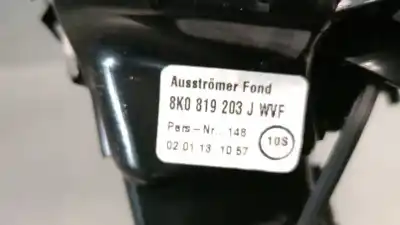 Ausströmer Fond
8K0 819 203 J WVF
Pers-Nr.: 148
02 01 13 10 57
10S